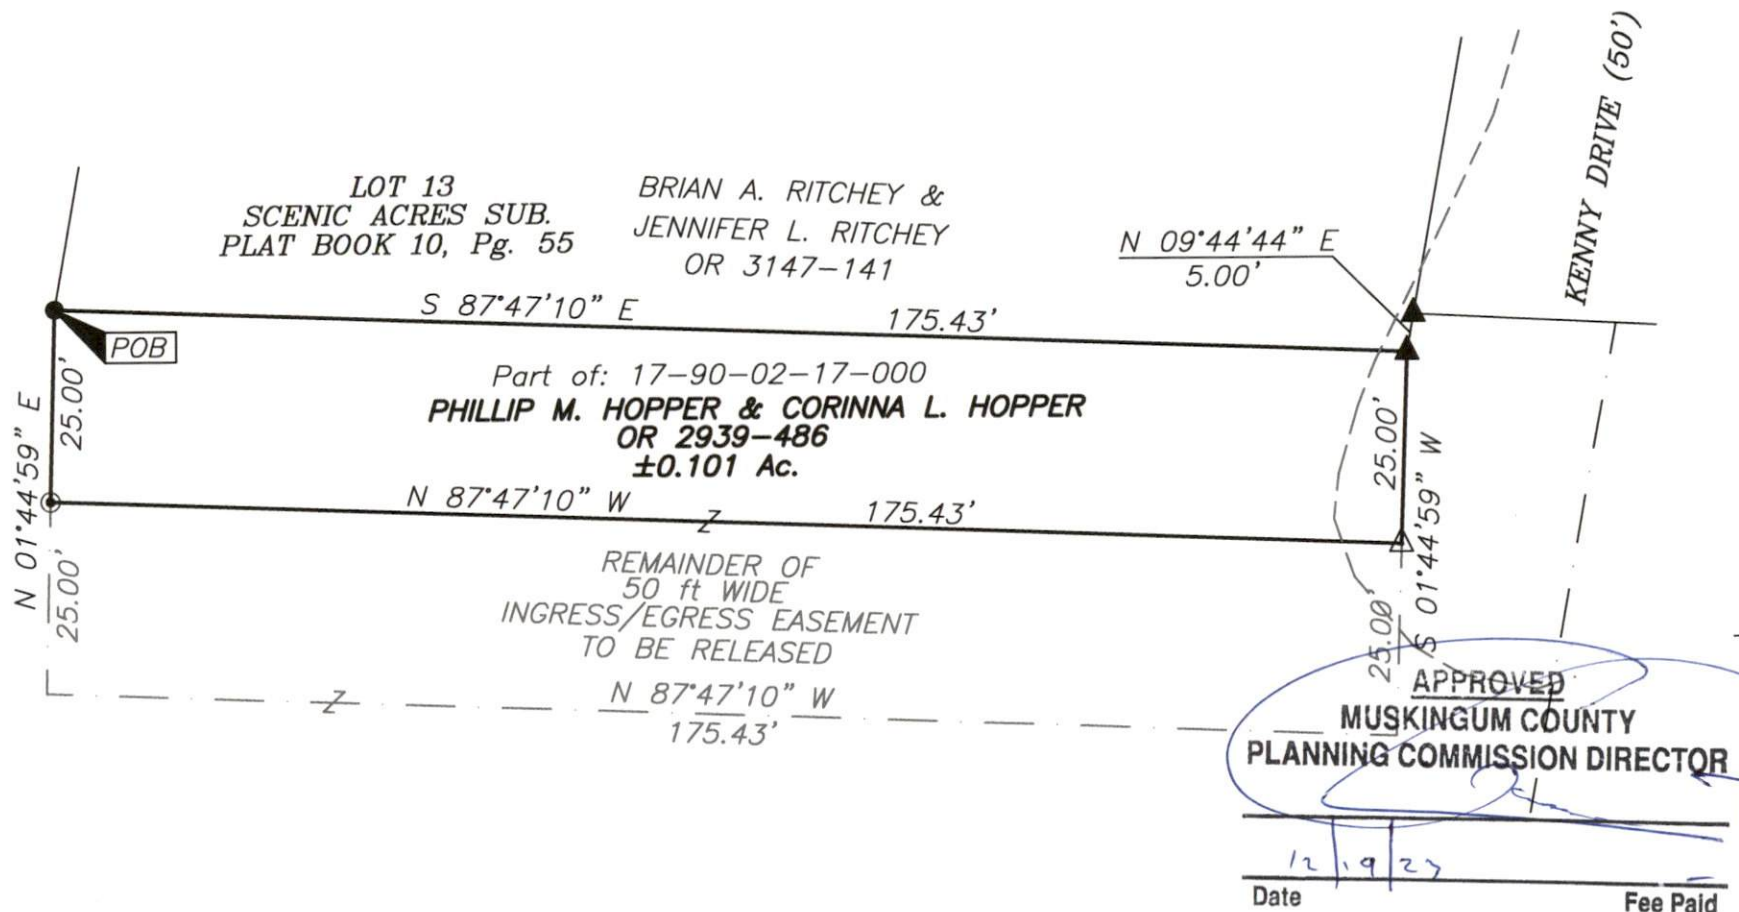 KENNY DRIVE (50')
LOT 13
SCENIC ACRES SUB.
PLAT BOOK 10, Pg. 55
BRIAN A. RITCHEY &
JENNIFER L. RITCHEY
OR 3147-141
N 09°44'44" E
5.00'
S 87°47'10" E 175.43'
POB
N 01°44'59" E
25.00'
25.00'
Part of: 17-90-02-17-000
PHILLIP M. HOPPER & CORINNA L. HOPPER
OR 2939-486
±0.101 Ac.
25.00'
S 01°44'59" W
25.00'
N 87°47'10" W 175.43'
Z
REMAINDER OF
50 ft WIDE
INGRESS/EGRESS EASEMENT
TO BE RELEASED
Z
N 87°47'10" W
175.43'
APPROVED
MUSKINGUM COUNTY
PLANNING COMMISSION DIRECTOR
12 19 23
Date Fee Paid